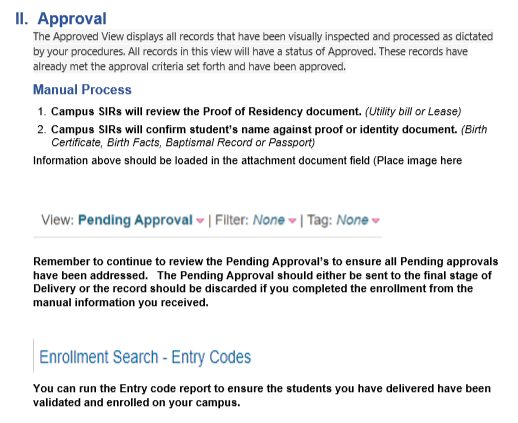 II. Approval
The Approved View displays all records that have been visually inspected and processed as dictated
by your procedures. All records in this view will have a status of Approved. These records have
already met the approval criteria set forth and have been approved.
Manual Process
1. Campus SIRs will review the Proof of Residency document. (Utility bill or Lease)
2. Campus SIRs will confirm student's name against proof or identity document. (Birth
Certificate, Birth Facts, Baptismal Record or Passport)
Information above should be loaded in the attachment document field (Place image here
View: Pending Approval | Filter: None | Tag: None
Remember to continue to review the Pending Approval's to ensure all Pending approvals
have been addressed. The Pending Approval should either be sent to the final stage of
Delivery or the record should be discarded if you completed the enrollment from the
manual information you received.
Enrollment Search - Entry Codes
You can run the Entry code report to ensure the students you have delivered have been
validated and enrolled on your campus.